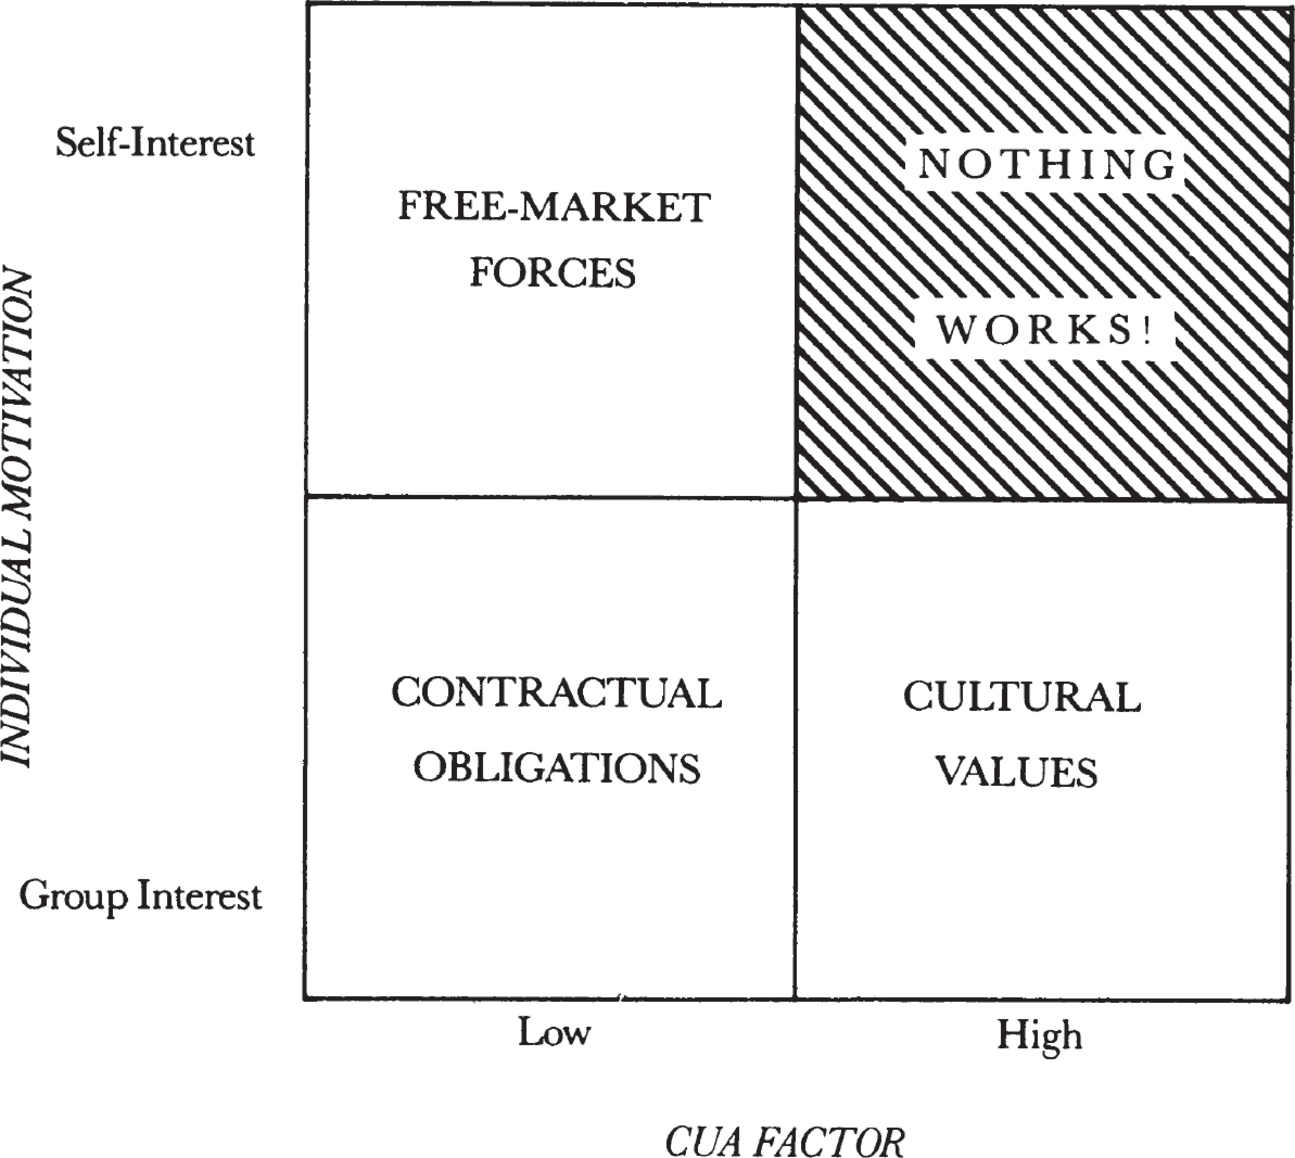 Self-Interest
FREE-MARKET
FORCES
NOTHING
WORKS!
INDIVIDUAL MOTIVATION
CONTRACTUAL
OBLIGATIONS
CULTURAL
VALUES
Group Interest
Low
High
CUA FACTOR